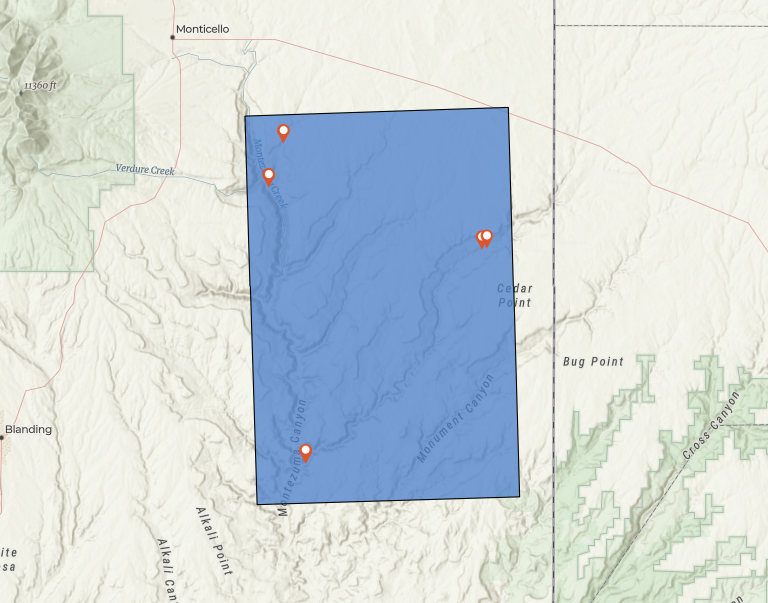 Monticello
11360 ft
Verdure Creek
Montezuma Creek
Cedar
Point
Bug Point
Blanding
Monument Canyon
Cross Canyon
Montezuma Canyon
Alkali Point
Alkali Can
ite
sa
on